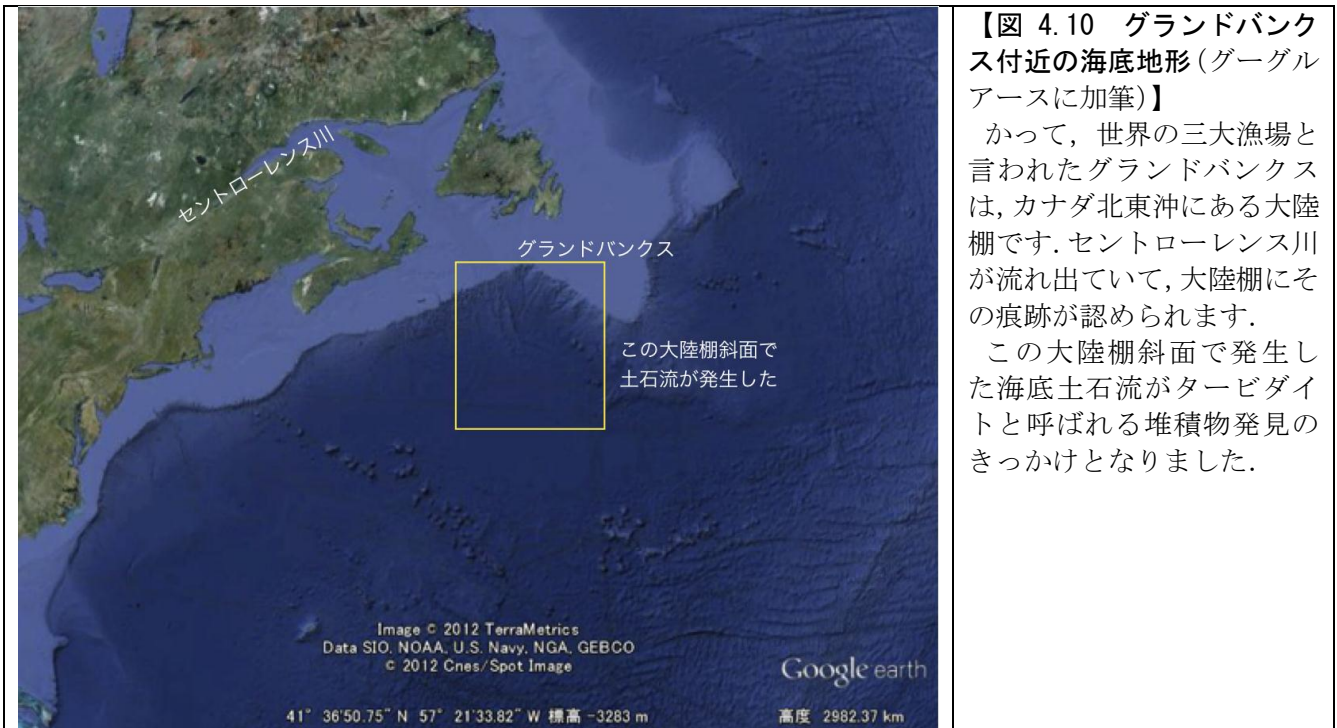 セントローレンス川
グランドバンクス
この大陸棚斜面で
土石流が発生した
Image © 2012 TerraMetrics
Data SIO, NOAA, U.S. Navy, NGA, GEBCO
© 2012 Cnes/Spot Image
Google earth
41° 36'50.75" N 57° 21'33.82" W 標高 -3283 m
高度 2982.37 km
【図 4.10 グランドバンク
ス付近の海底地形(グーグル
アースに加筆)】
かって，世界の三大漁場と
言われたグランドバンクス
は，カナダ北東沖にある大陸
棚です．セントローレンス川
が流れ出ていて，大陸棚にそ
の痕跡が認められます．
この大陸棚斜面で発生し
た海底土石流がタービダイ
トと呼ばれる堆積物発見の
きっかけとなりました．